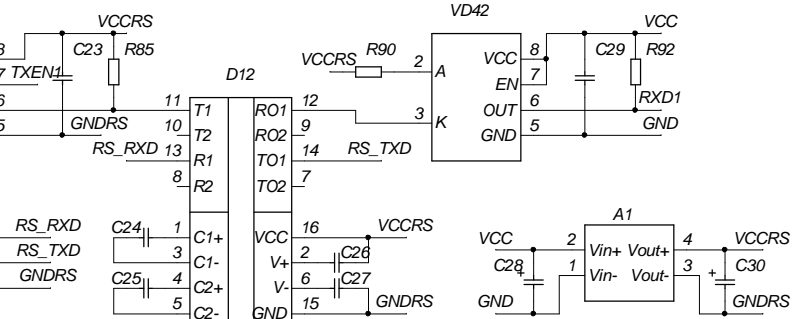 VD42
VCCRS
VCC
8
C23
R85
VCCRS
R90
2
A
VCC
8
C29
R92
7
TXEN1
D12
EN
7
6
11
T1
RO1
12
3
K
OUT
6
RXD1
5
GNDRS
10
T2
RO2
9
GND
5
GND
RS_RXD
13
R1
TO1
14
RS_TXD
8
R2
TO2
7
A1
RS_RXD
C24
1
C1+
VCC
16
VCCRS
VCC
2
Vin+
Vout+
4
VCCRS
RS_TXD
3
C1-
V+
2
C26
C28
+
1
Vin-
Vout-
3
+
C30
GNDRS
C25
4
C2+
V-
6
C27
5
C2-
GND
15
GNDRS
GND
GNDRS